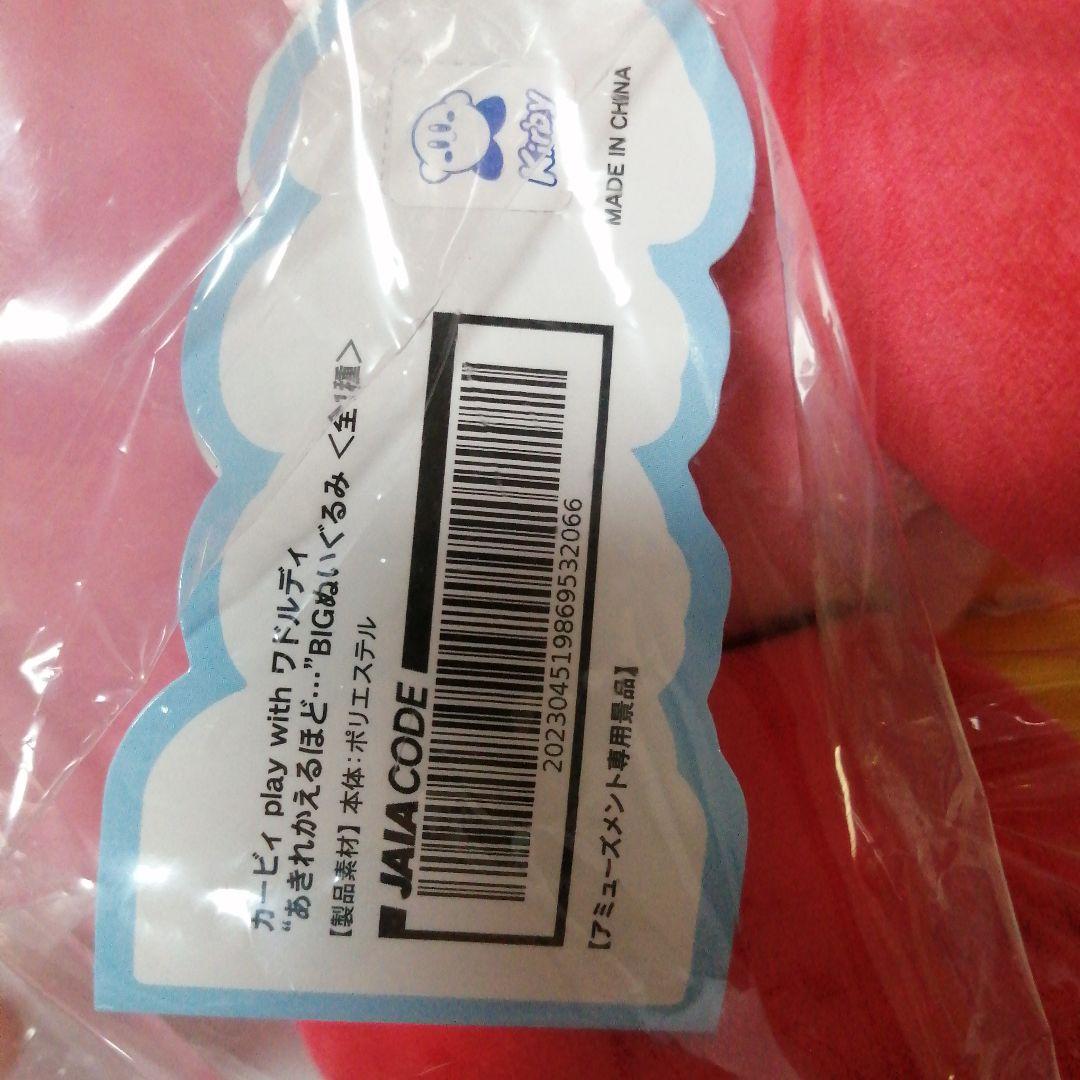 カービィ play with ワドルディ
“あきれかえるほど…”BIGぬいぐるみ ＜全1種＞
【製品素材】本体：ポリエステル
JAIA CODE
202304519869532066
【アミューズメント専用景品】
Kirby
MADE IN CHINA